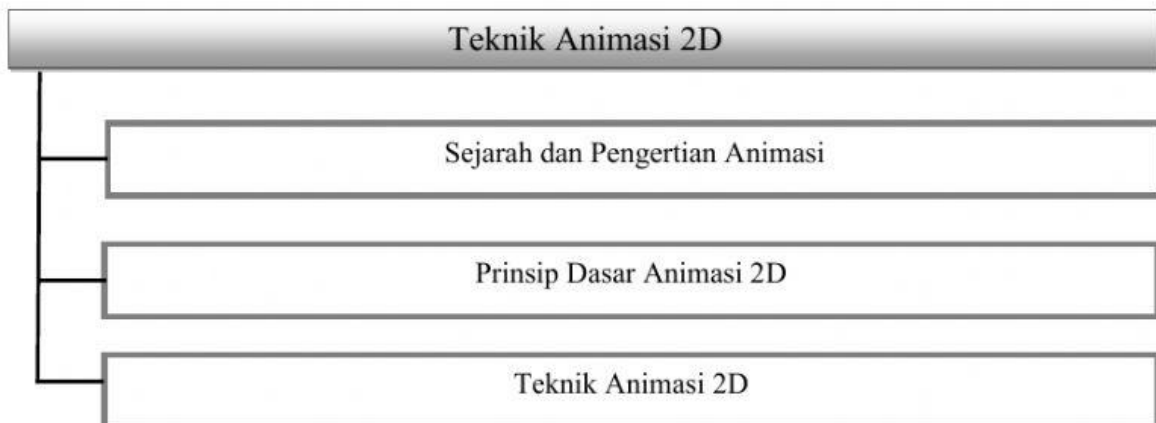 Teknik Animasi 2D
Sejarah dan Pengertian Animasi
Prinsip Dasar Animasi 2D
Teknik Animasi 2D